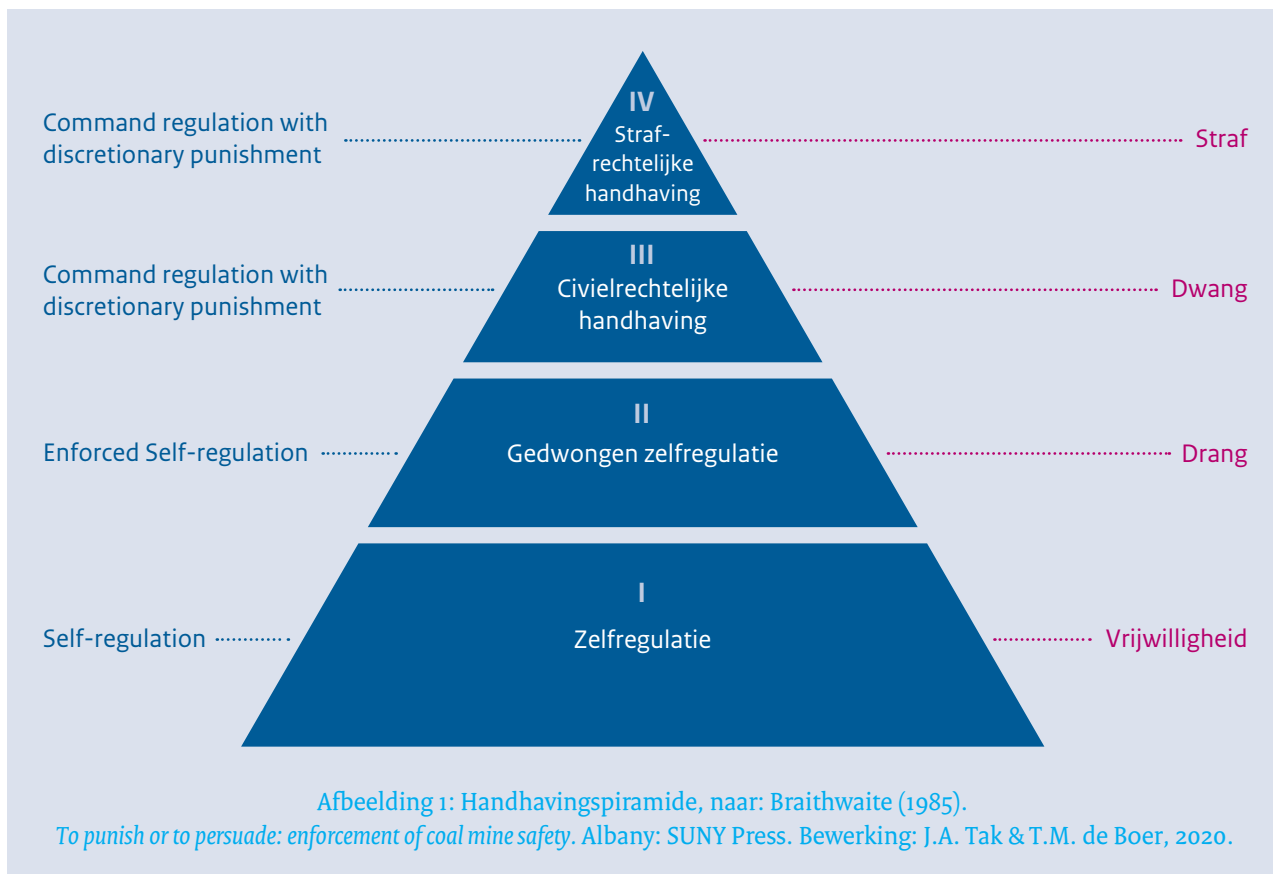 Command regulation with
discretionary punishment
IV
Straf-
rechtelijke
handhaving
Straf
Command regulation with
discretionary punishment
III
Civielrechtelijke
handhaving
Dwang
Enforced Self-regulation
II
Gedwongen zelfregulatie
Drang
Self-regulation
I
Zelfregulatie
Vrijwilligheid
Afbeelding 1: Handhavingspiramide, naar: Braithwaite (1985).
To punish or to persuade: enforcement of coal mine safety. Albany: SUNY Press. Bewerking: J.A. Tak & T.M. de Boer, 2020.